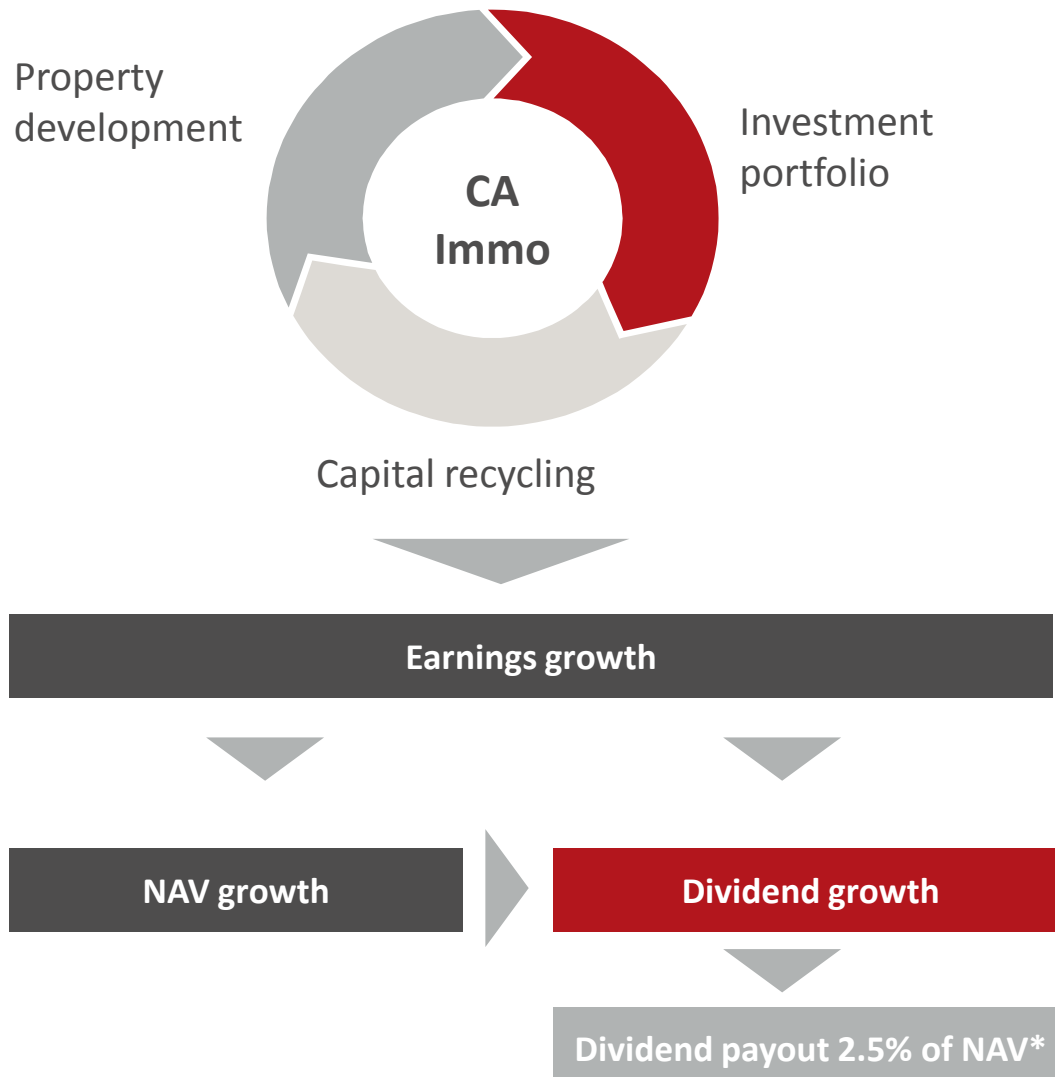 Property
development
Investment
portfolio
CA
Immo
Capital recycling
Earnings growth
NAV growth
Dividend growth
Dividend payout 2.5% of NAV*